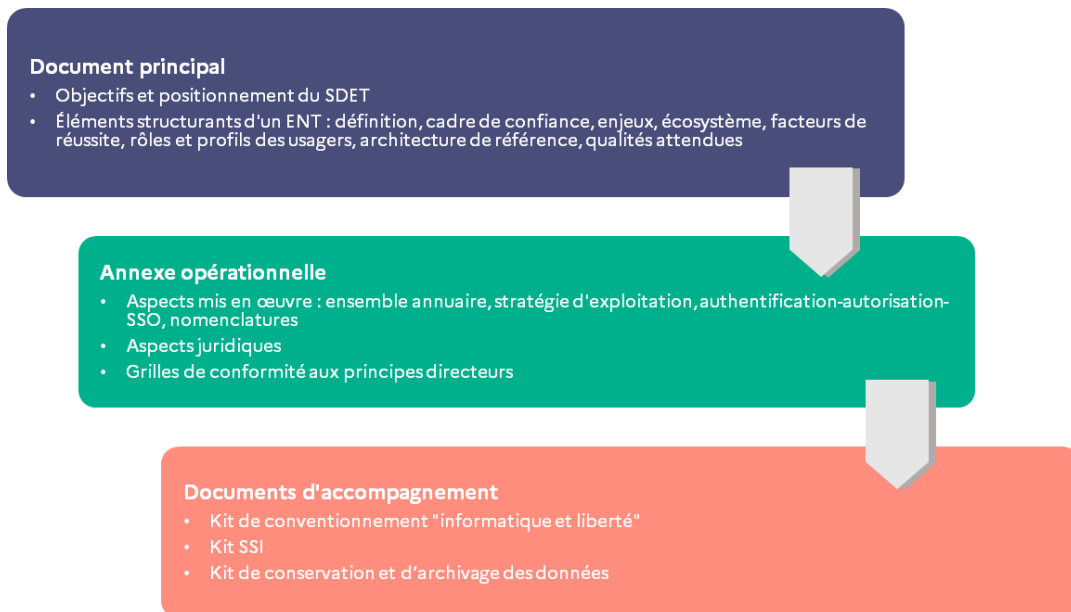 Document principal
• Objectifs et positionnement du SDET
• Éléments structurants d'un ENT : définition, cadre de confiance, enjeux, écosystème, facteurs de
réussite, rôles et profils des usagers, architecture de référence, qualités attendues
Annexe opérationnelle
• Aspects mis en œuvre : ensemble annuaire, stratégie d'exploitation, authentification-autorisation-
SSO, nomenclatures
• Aspects juridiques
• Grilles de conformité aux principes directeurs
Documents d'accompagnement
• Kit de conventionnement "informatique et liberté"
• Kit SSI
• Kit de conservation et d’archivage des données